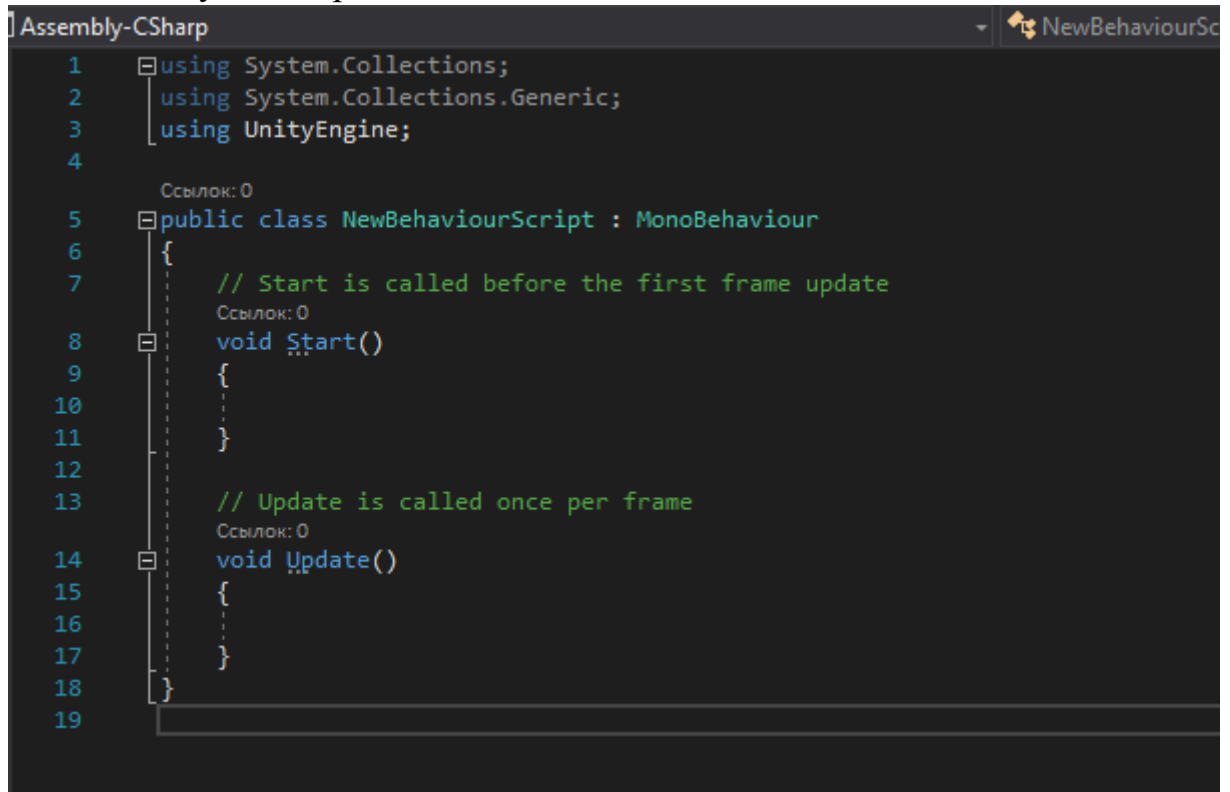 Assembly-CSharp NewBehaviourSc
1 using System.Collections;
2 using System.Collections.Generic;
3 using UnityEngine;
4
Ссылок: 0
5 public class NewBehaviourScript : MonoBehaviour
6 {
7 // Start is called before the first frame update
Ссылок: 0
8 void Start()
9 {
10
11 }
12
13 // Update is called once per frame
Ссылок: 0
14 void Update()
15 {
16
17 }
18 }
19